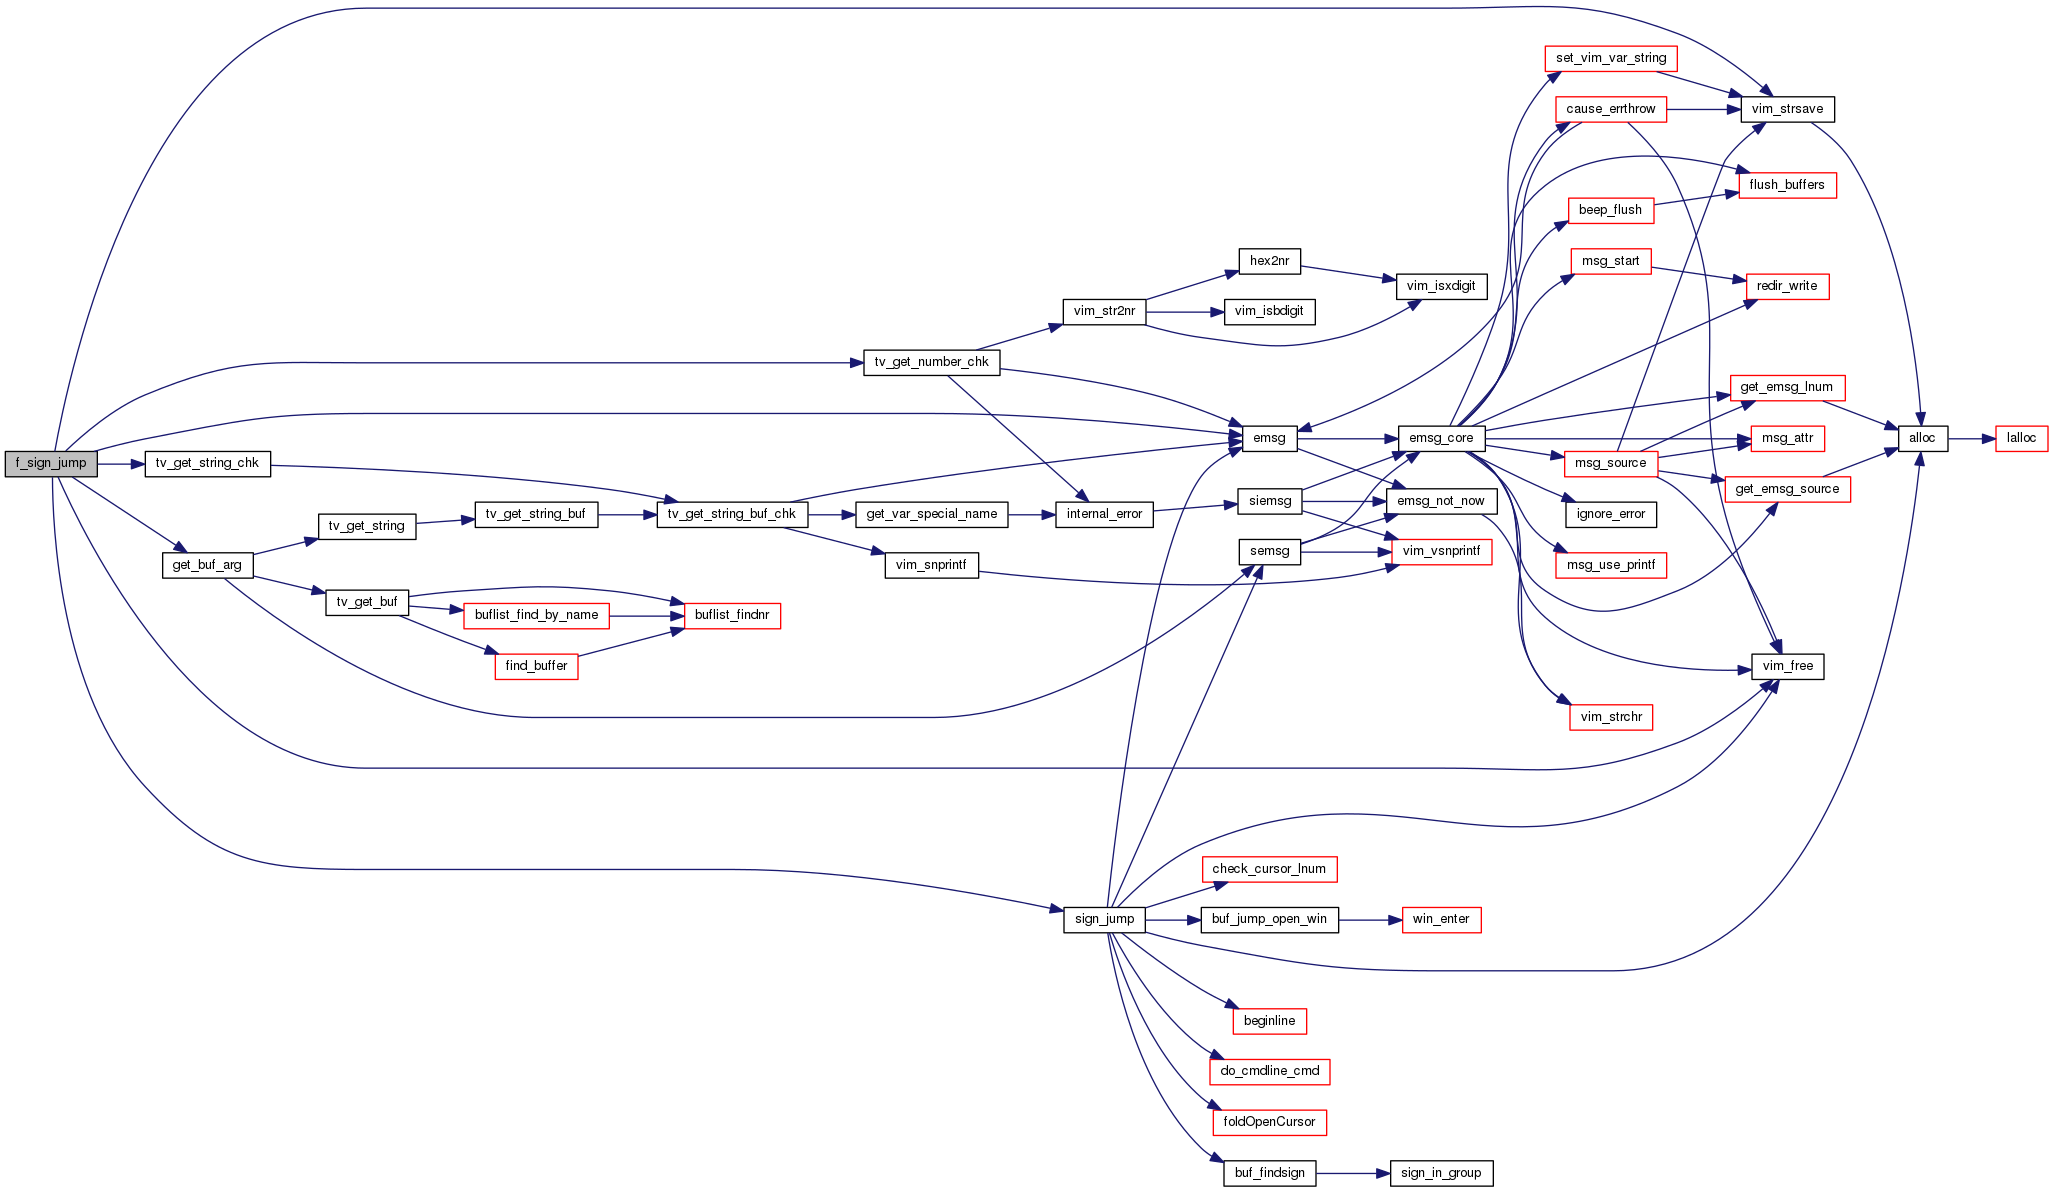 set_vim_var_string
cause_errthrow
vim_strsave
flush_buffers
beep_flush
hex2nr
msg_start
vim_isxdigit
redir_write
vim_str2nr
vim_isbdigit
tv_get_number_chk
get_emsg_lnum
emsg
emsg_core
msg_attr
alloc
lalloc
f_sign_jump
tv_get_string_chk
msg_source
get_emsg_source
siemsg
emsg_not_now
tv_get_string
tv_get_string_buf
tv_get_string_buf_chk
get_var_special_name
internal_error
ignore_error
semsg
vim_vsnprintf
get_buf_arg
vim_snprintf
msg_use_printf
tv_get_buf
buflist_find_by_name
buflist_findnr
find_buffer
vim_free
vim_strchr
check_cursor_lnum
sign_jump
buf_jump_open_win
win_enter
beginline
do_cmdline_cmd
foldOpenCursor
buf_findsign
sign_in_group